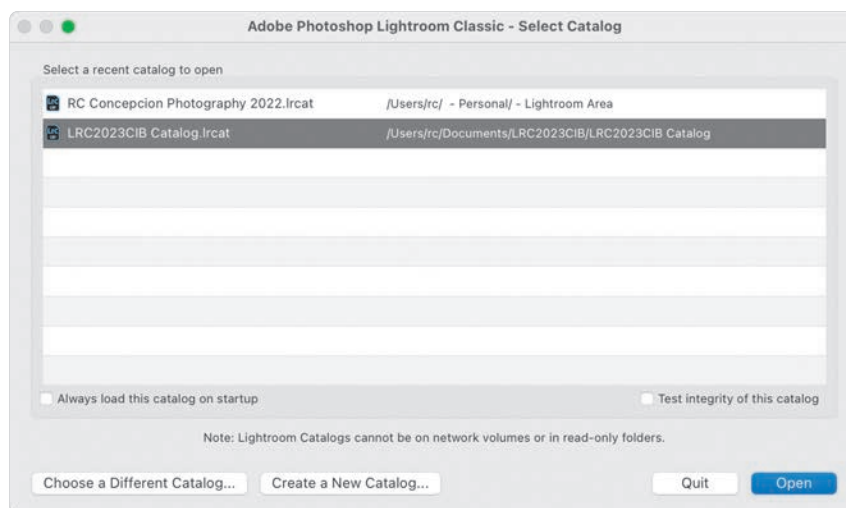 Adobe Photoshop Lightroom Classic - Select Catalog
Select a recent catalog to open
RC Concepcion Photography 2022.lrcat /Users/rc/ - Personal/ - Lightroom Area
LRC2023CIB Catalog.lrcat /Users/rc/Documents/LRC2023CIB/LRC2023CIB Catalog
Always load this catalog on startup Test integrity of this catalog
Note: Lightroom Catalogs cannot be on network volumes or in read-only folders.
Choose a Different Catalog... Create a New Catalog... Quit Open